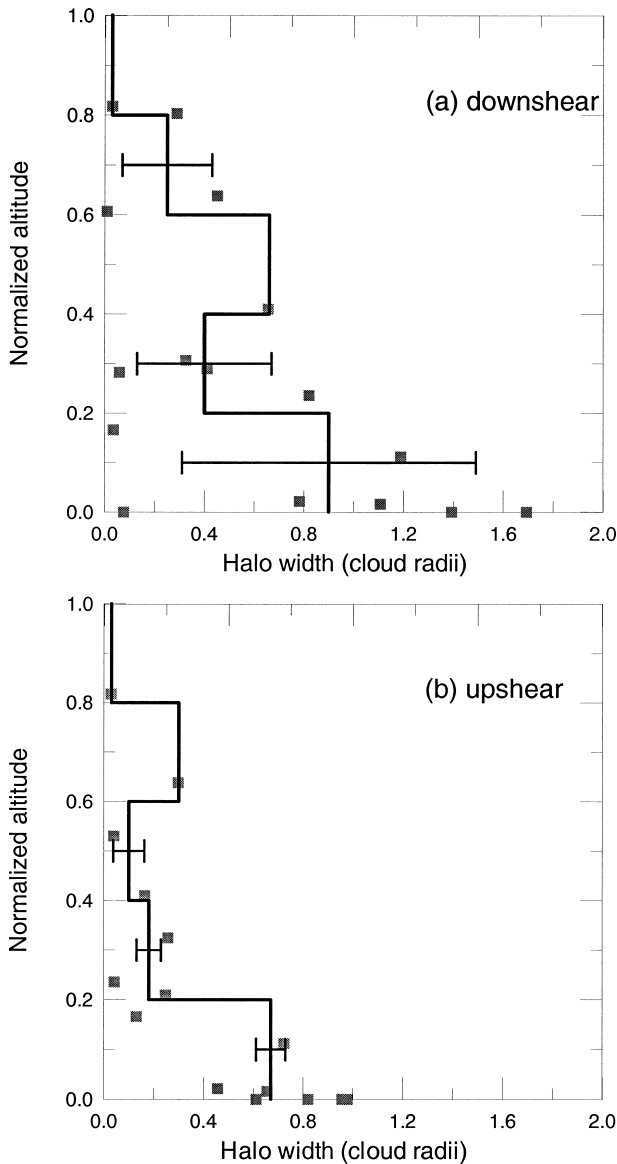 1.0
(a) downshear
0.8
0.6
Normalized altitude
0.4
0.2
0.0
0.0 0.4 0.8 1.2 1.6 2.0
Halo width (cloud radii)
1.0
(b) upshear
0.8
0.6
Normalized altitude
0.4
0.2
0.0
0.0 0.4 0.8 1.2 1.6 2.0
Halo width (cloud radii)